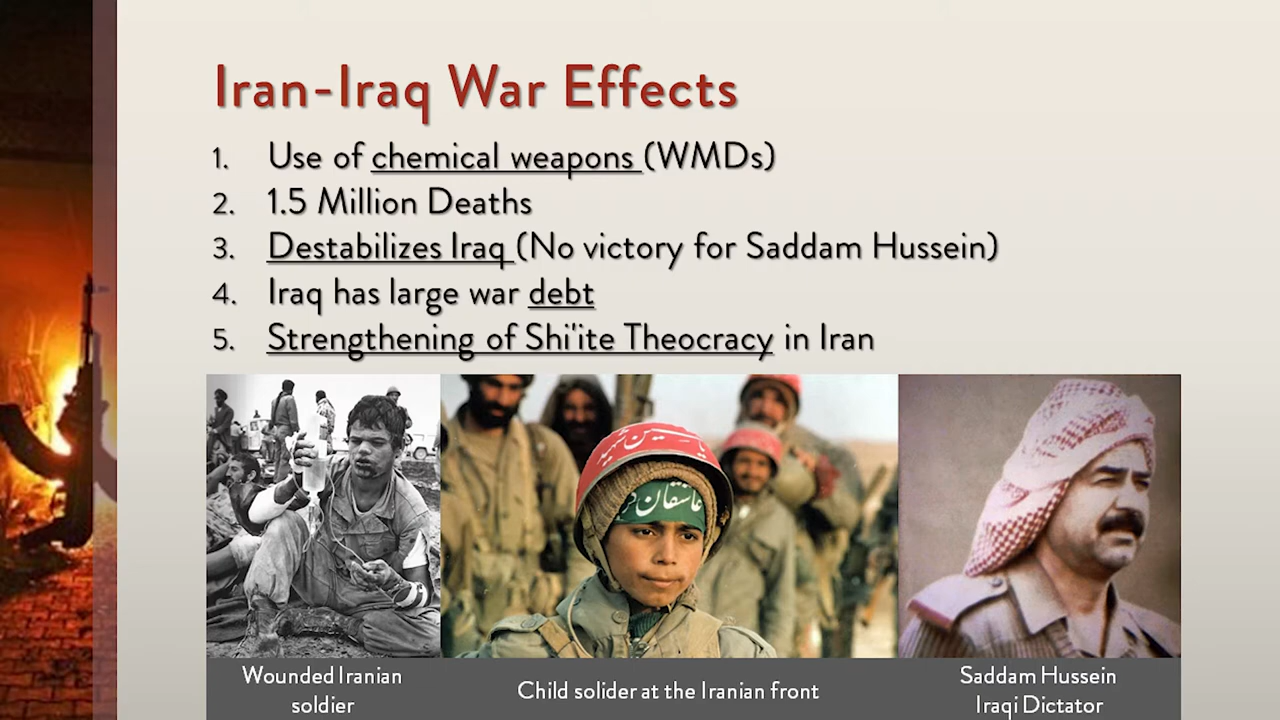 Iran-Iraq War Effects
1. Use of chemical weapons (WMDs)
2. 1.5 Million Deaths
3. Destabilizes Iraq (No victory for Saddam Hussein)
4. Iraq has large war debt
5. Strengthening of Shi'ite Theocracy in Iran
عاشقان
Wounded Iranian
soldier
Child solider at the Iranian front
Saddam Hussein
Iraqi Dictator